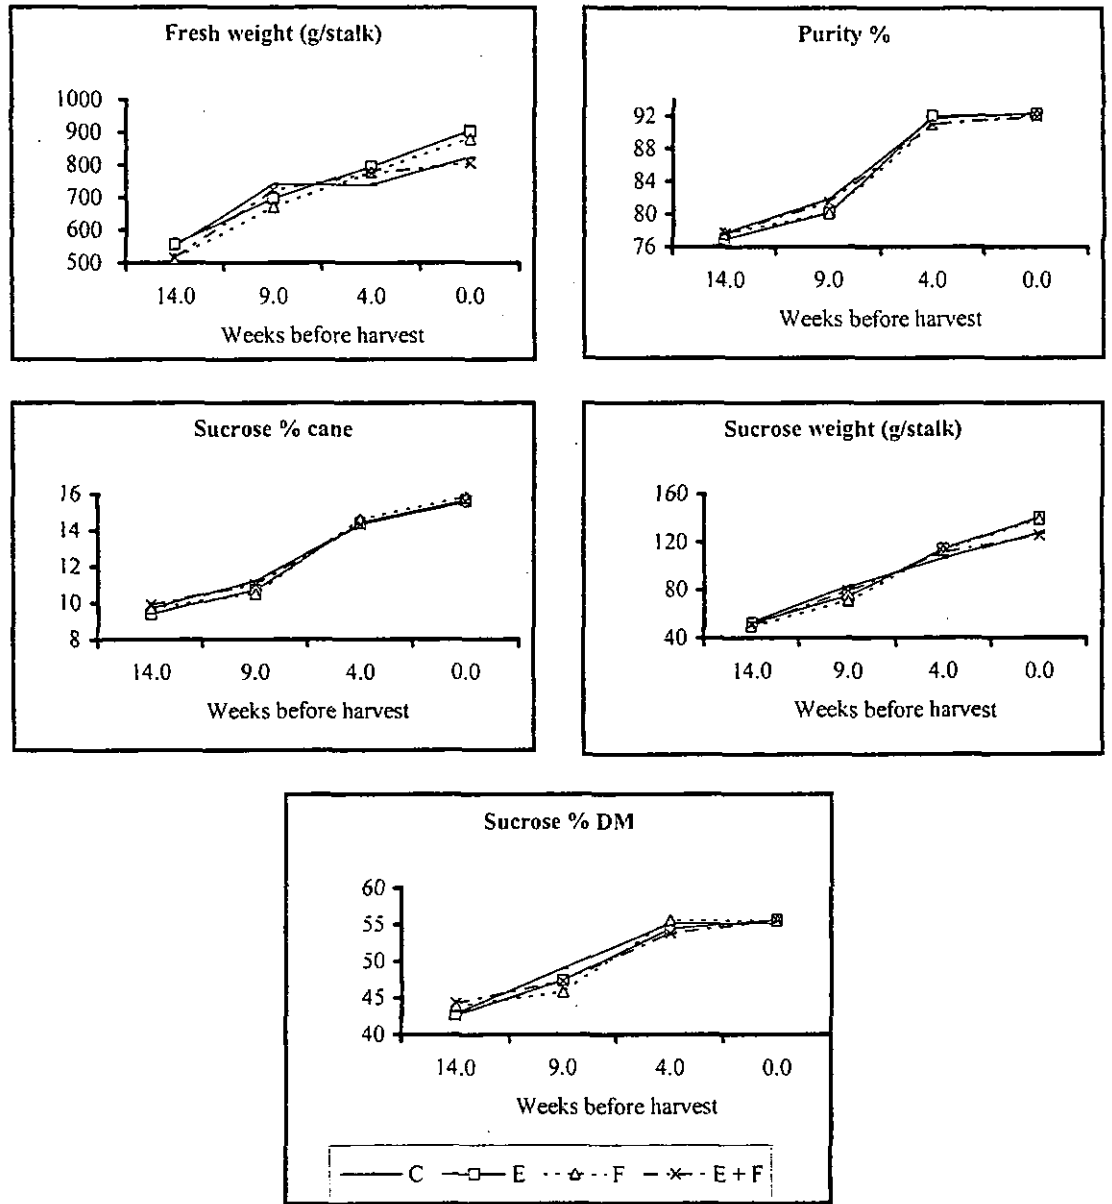 Fresh weight (g/stalk)
1000
900
800
700
600
500
14.0 9.0 4.0 0.0
Weeks before harvest
Purity %
92
88
84
80
76
14.0 9.0 4.0 0.0
Weeks before harvest
Sucrose % cane
16
14
12
10
8
14.0 9.0 4.0 0.0
Weeks before harvest
Sucrose weight (g/stalk)
160
120
80
40
14.0 9.0 4.0 0.0
Weeks before harvest
Sucrose % DM
60
55
50
45
40
14.0 9.0 4.0 0.0
Weeks before harvest
C E F E + F